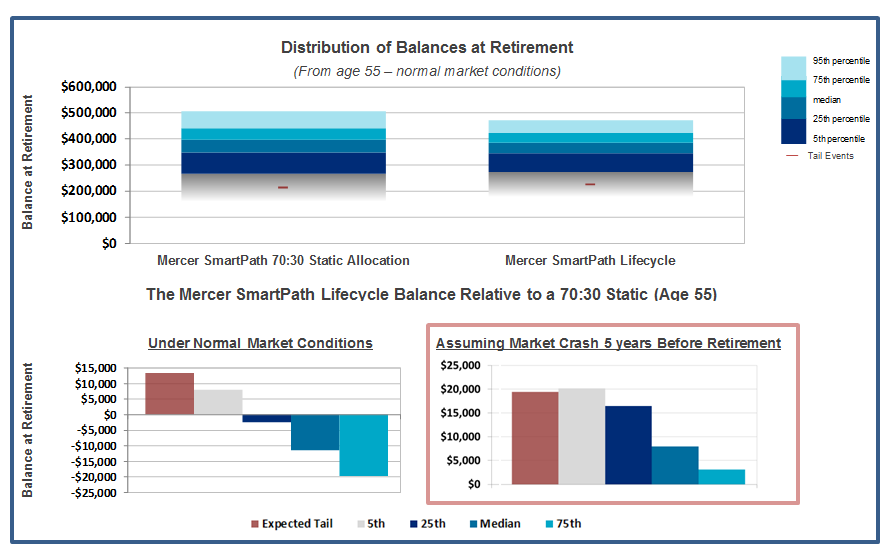 Distribution of Balances at Retirement
(From age 55 – normal market conditions)
Balance at Retirement
$600,000
$500,000
$400,000
$300,000
$200,000
$100,000
$0
Mercer SmartPath 70:30 Static Allocation
Mercer SmartPath Lifecycle
95th percentile
75th percentile
median
25th percentile
5th percentile
Tail Events
The Mercer SmartPath Lifecycle Balance Relative to a 70:30 Static (Age 55)
Under Normal Market Conditions
Balance at Retirement
$15,000
$10,000
$5,000
$0
-$5,000
-$10,000
-$15,000
-$20,000
-$25,000
Assuming Market Crash 5 years Before Retirement
$25,000
$20,000
$15,000
$10,000
$5,000
$0
Expected Tail 5th 25th Median 75th